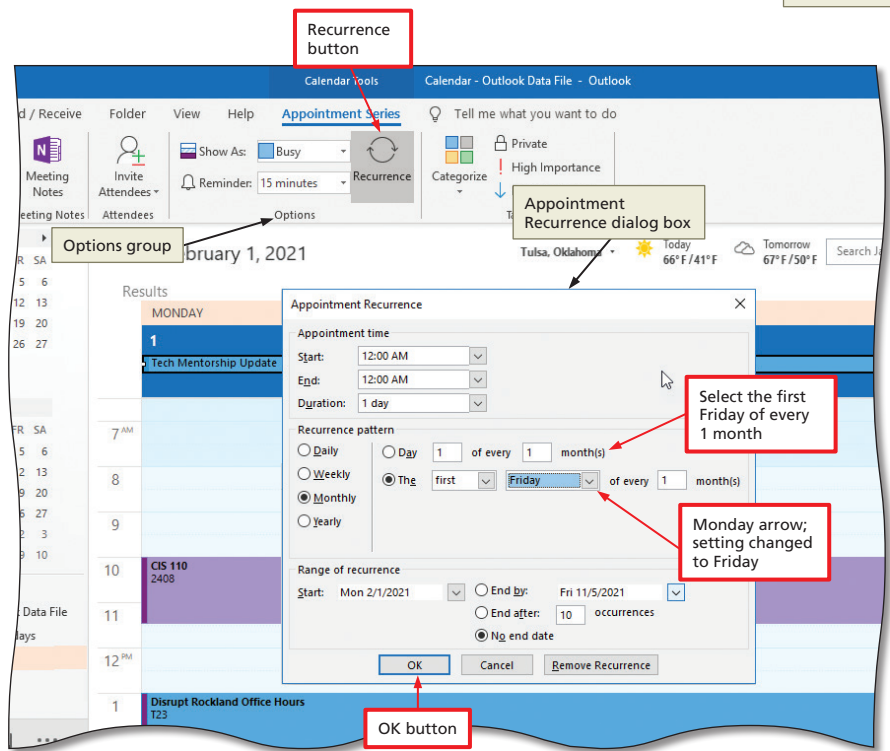 Recurrence
button
Calendar Tools
Calendar - Outlook Data File - Outlook
d / Receive
Folder
View
Help
Appointment Series
Tell me what you want to do
N
Meeting
Notes
Invite
Attendees
Show As:
Busy
Reminder:
15 minutes
Recurrence
Categorize
Private
High Importance
eeting Notes
Attendees
Options
Options group
Appointment
Recurrence dialog box
bruary 1, 2021
Tulsa, Oklahoma
Today
66°F/41°F
Tomorrow
67°F/50°F
Search Ja
R SA
5 6
12 13
19 20
26 27
Results
MONDAY
1
Tech Mentorship Update
FR SA
5 6
2 13
9 20
6 27
2 3
9 10
Data File
days
7 AM
8
9
10
11
12 PM
1
CIS 110
2408
Disrupt Rockland Office Hours
T23
Appointment Recurrence
Appointment time
Start: 12:00 AM
End: 12:00 AM
Duration: 1 day
Recurrence pattern
Daily
Weekly
Monthly
Yearly
Day 1 of every 1 month(s)
The first Friday of every 1 month(s)
Range of recurrence
Start: Mon 2/1/2021
End by: Fri 11/5/2021
End after: 10 occurrences
No end date
OK
Cancel
Remove Recurrence
Select the first
Friday of every
1 month
Monday arrow;
setting changed
to Friday
OK button